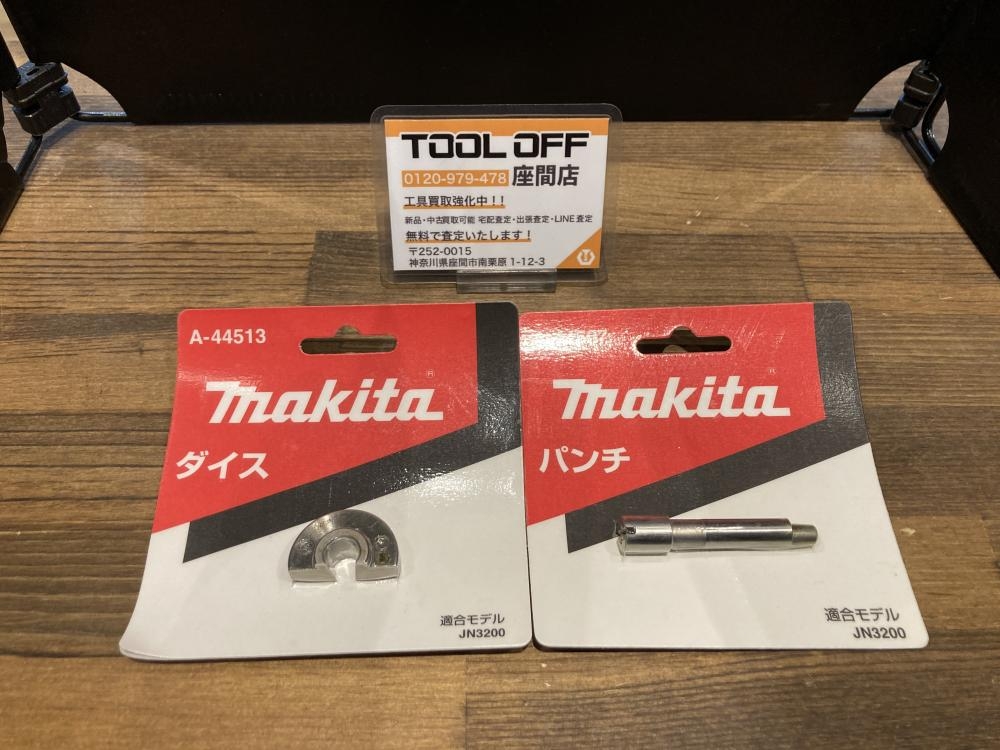 TOOL OFF
0120-979-478 座間店
工具買取強化中！！
新品・中古買取可能 宅配査定・出張査定・LINE査定
無料で査定いたします！
〒252-0015
神奈川県座間市南栗原 1-12-3
A-44513
makita®
ダイス
適合モデル
JN3200
makita®
パンチ
適合モデル
JN3200